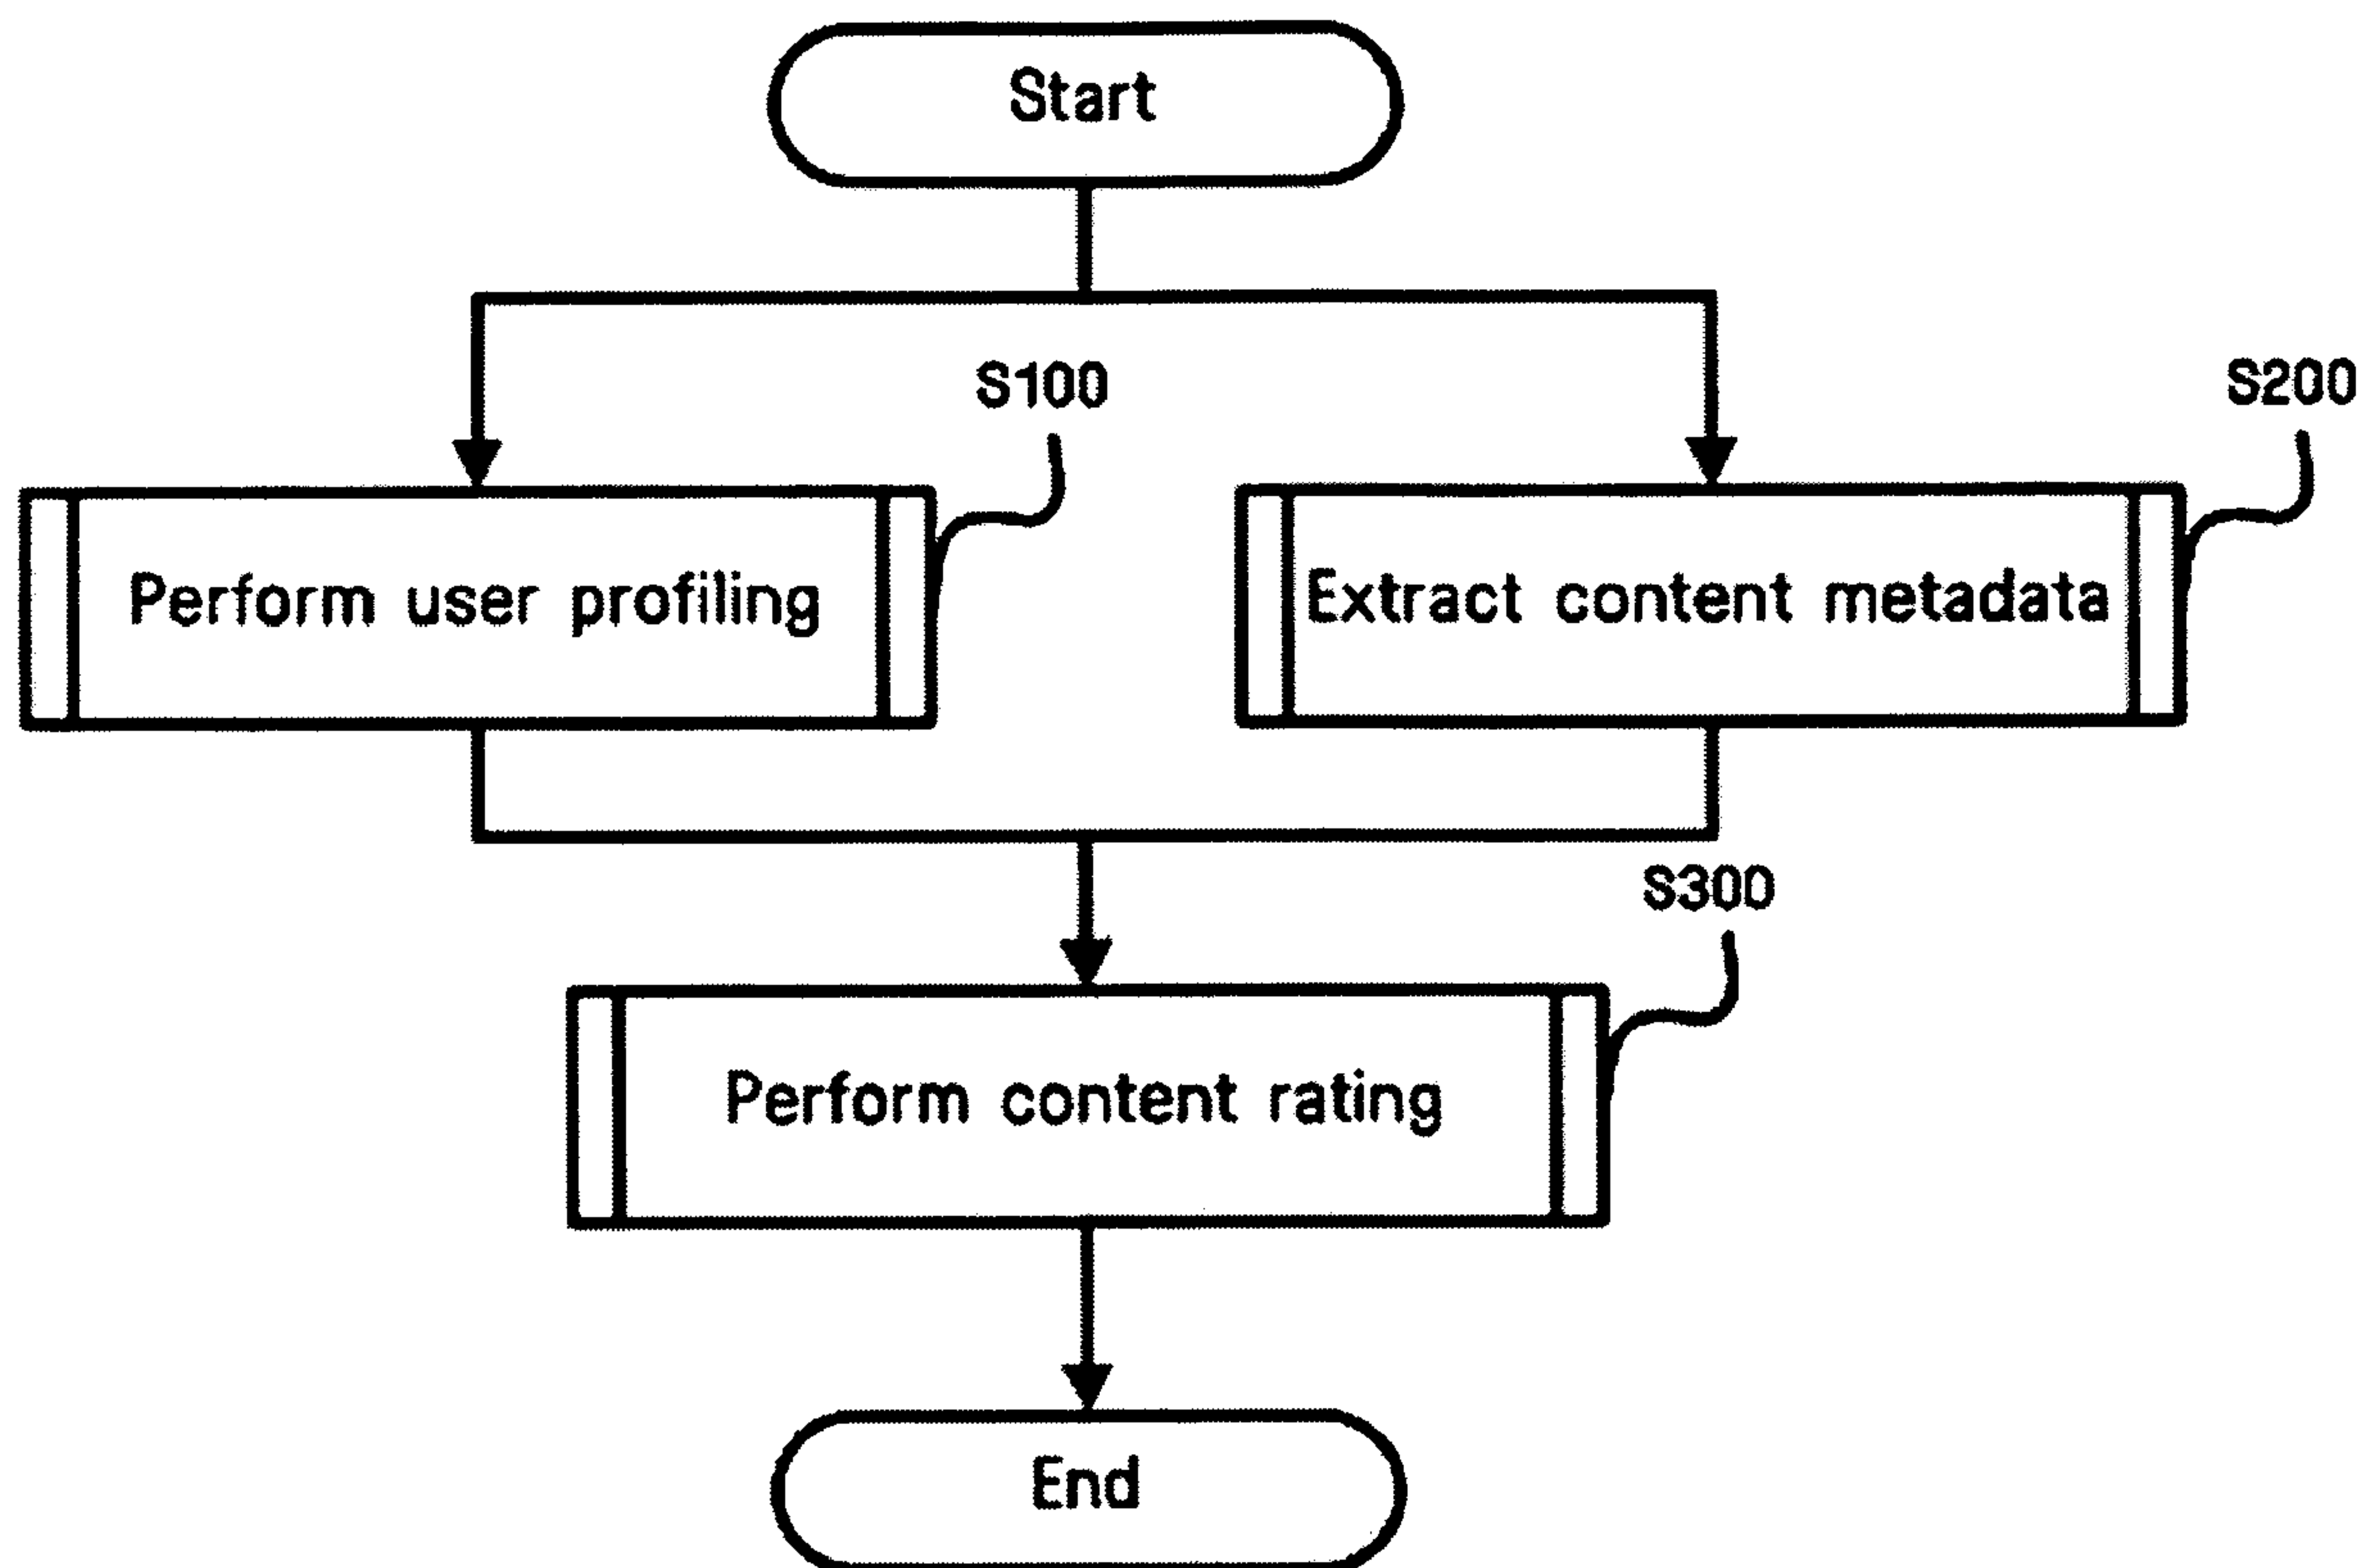 Start
S100
S200
Perform user profiling
Extract content metadata
S300
Perform content rating
End